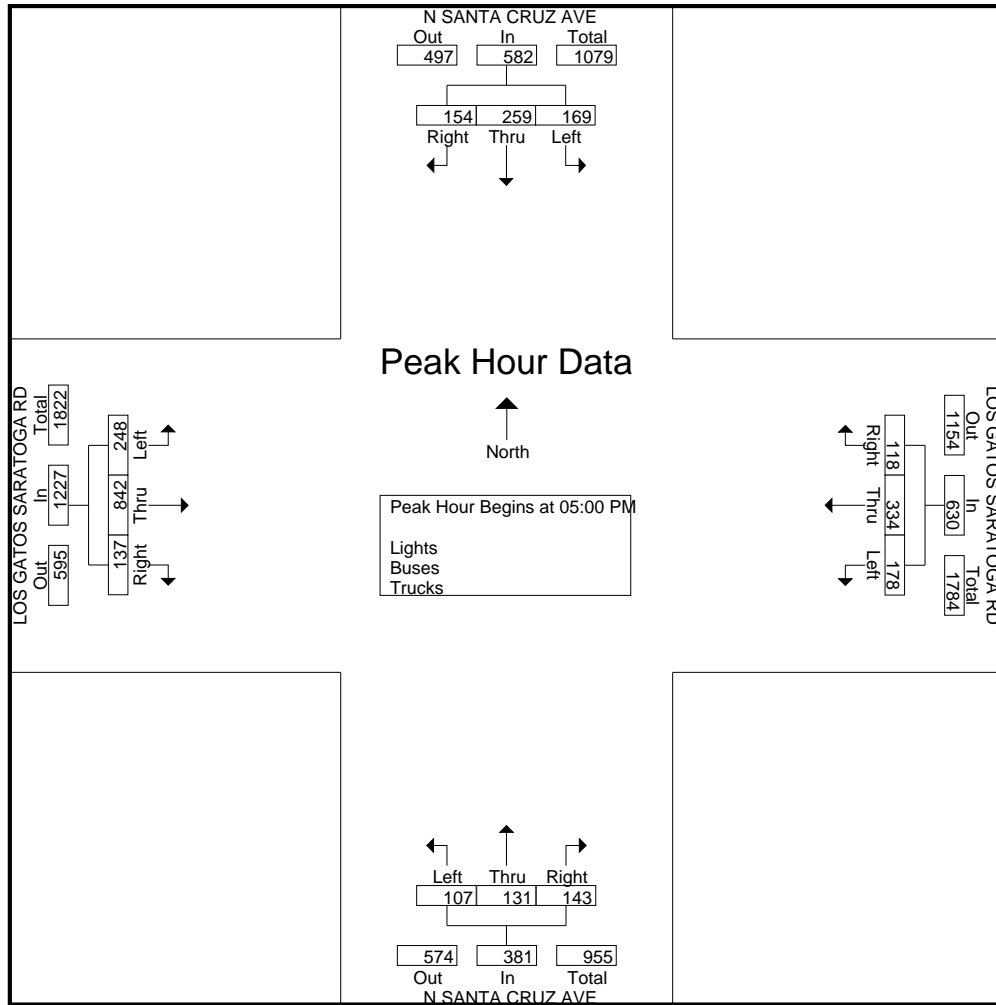 N SANTA CRUZ AVE
Out In Total
497 582 1079
154 259 169
Right Thru Left
Peak Hour Data
North
Peak Hour Begins at 05:00 PM
Lights
Buses
Trucks
LOS GATOS SARATOGA RD
Out In Total
595 1227 1822
Left Thru Right
248 842 137
LOS GATOS SARATOGA RD
Out In Total
1154 630 1784
Right Thru Left
118 334 178
Left Thru Right
107 131 143
574 381 955
Out In Total
N SANTA CRUZ AVE